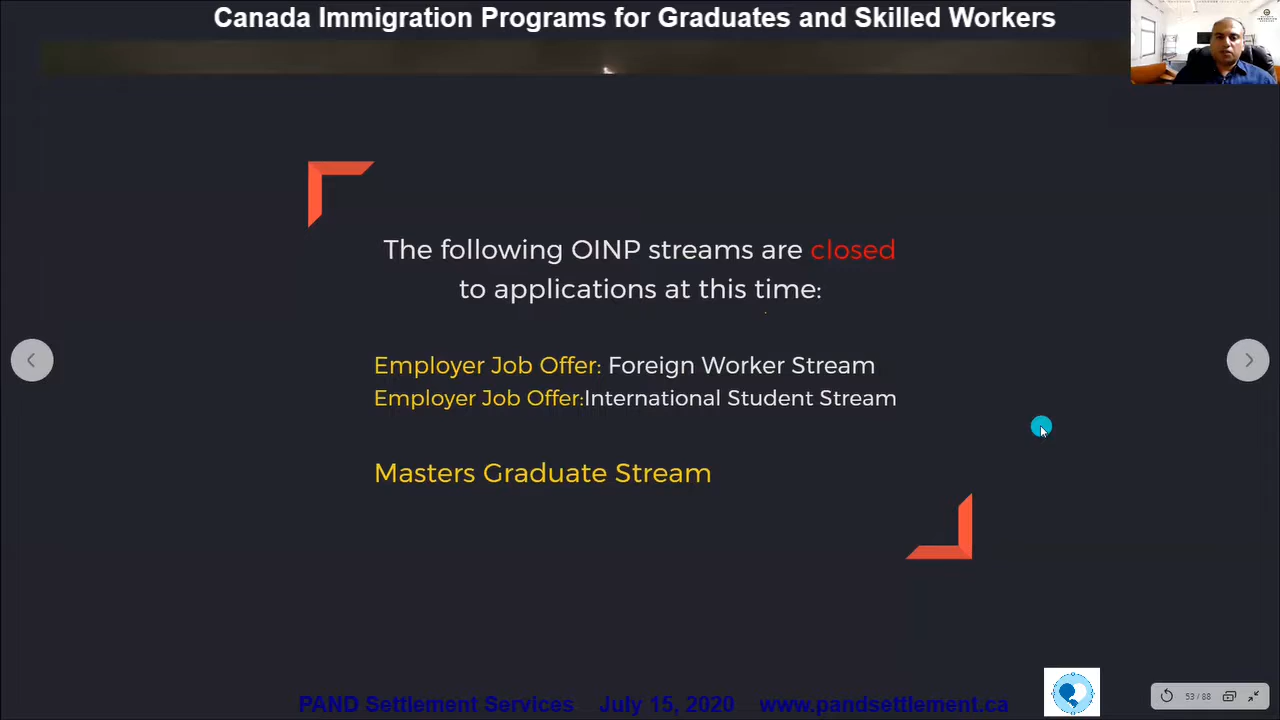 Canada Immigration Programs for Graduates and Skilled Workers
The following OINP streams are closed
to applications at this time:
Employer Job Offer: Foreign Worker Stream
Employer Job Offer:International Student Stream
Masters Graduate Stream
PAND Settlement Services July 15, 2020 www.pandsettlement.ca
53 / 88